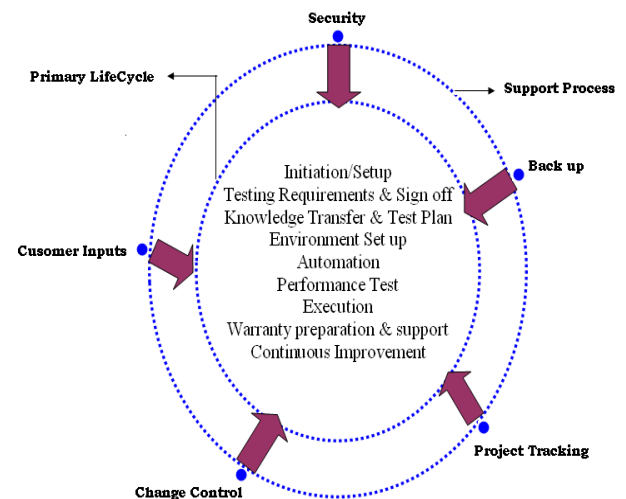 Security
Primary LifeCycle
Support Process
Back up
Initiation/Setup
Testing Requirements & Sign off
Knowledge Transfer & Test Plan
Environment Set up
Automation
Performance Test
Execution
Warranty preparation & support
Continuous Improvement
Cusomer Inputs
Project Tracking
Change Control